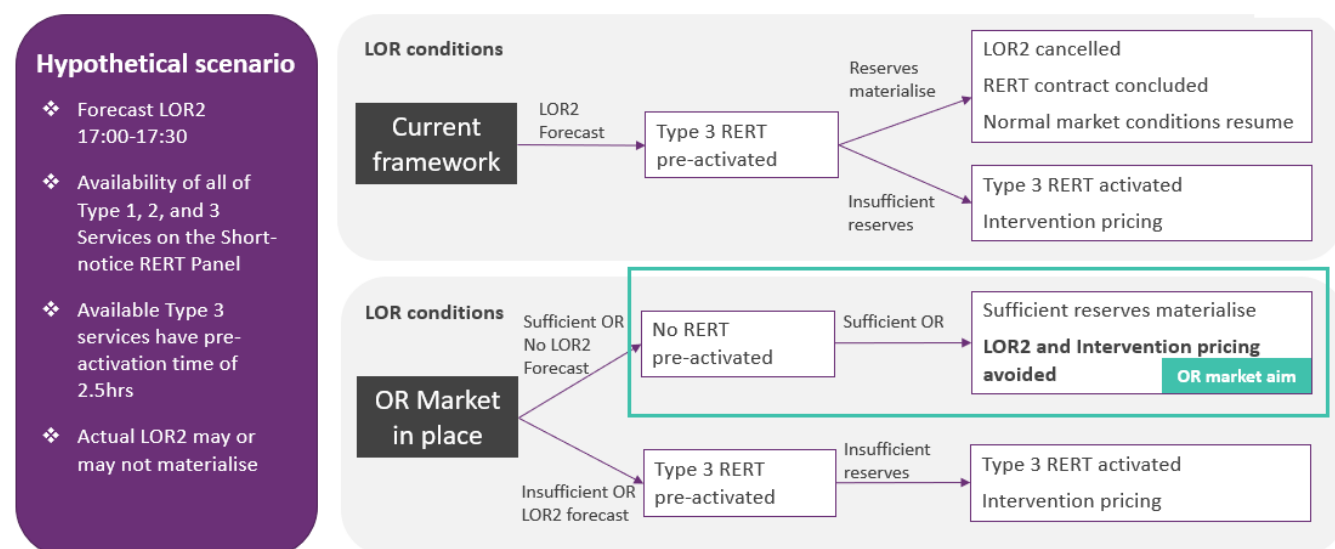 Hypothetical scenario
❖ Forecast LOR2
17:00-17:30
❖ Availability of all of
Type 1, 2, and 3
Services on the Short-
notice RERT Panel
❖ Available Type 3
services have pre-
activation time of
2.5hrs
❖ Actual LOR2 may or
may not materialise
LOR conditions
Current
framework
LOR2
Forecast
Type 3 RERT
pre-activated
Reserves
materialise
LOR2 cancelled
RERT contract concluded
Normal market conditions resume
Insufficient
reserves
Type 3 RERT activated
Intervention pricing
LOR conditions
OR Market
in place
Sufficient OR
No LOR2
Forecast
No RERT
pre-activated
Sufficient OR
Sufficient reserves materialise
LOR2 and Intervention pricing
avoided
OR market aim
Insufficient OR
LOR2 forecast
Type 3 RERT
pre-activated
Insufficient
reserves
Type 3 RERT activated
Intervention pricing